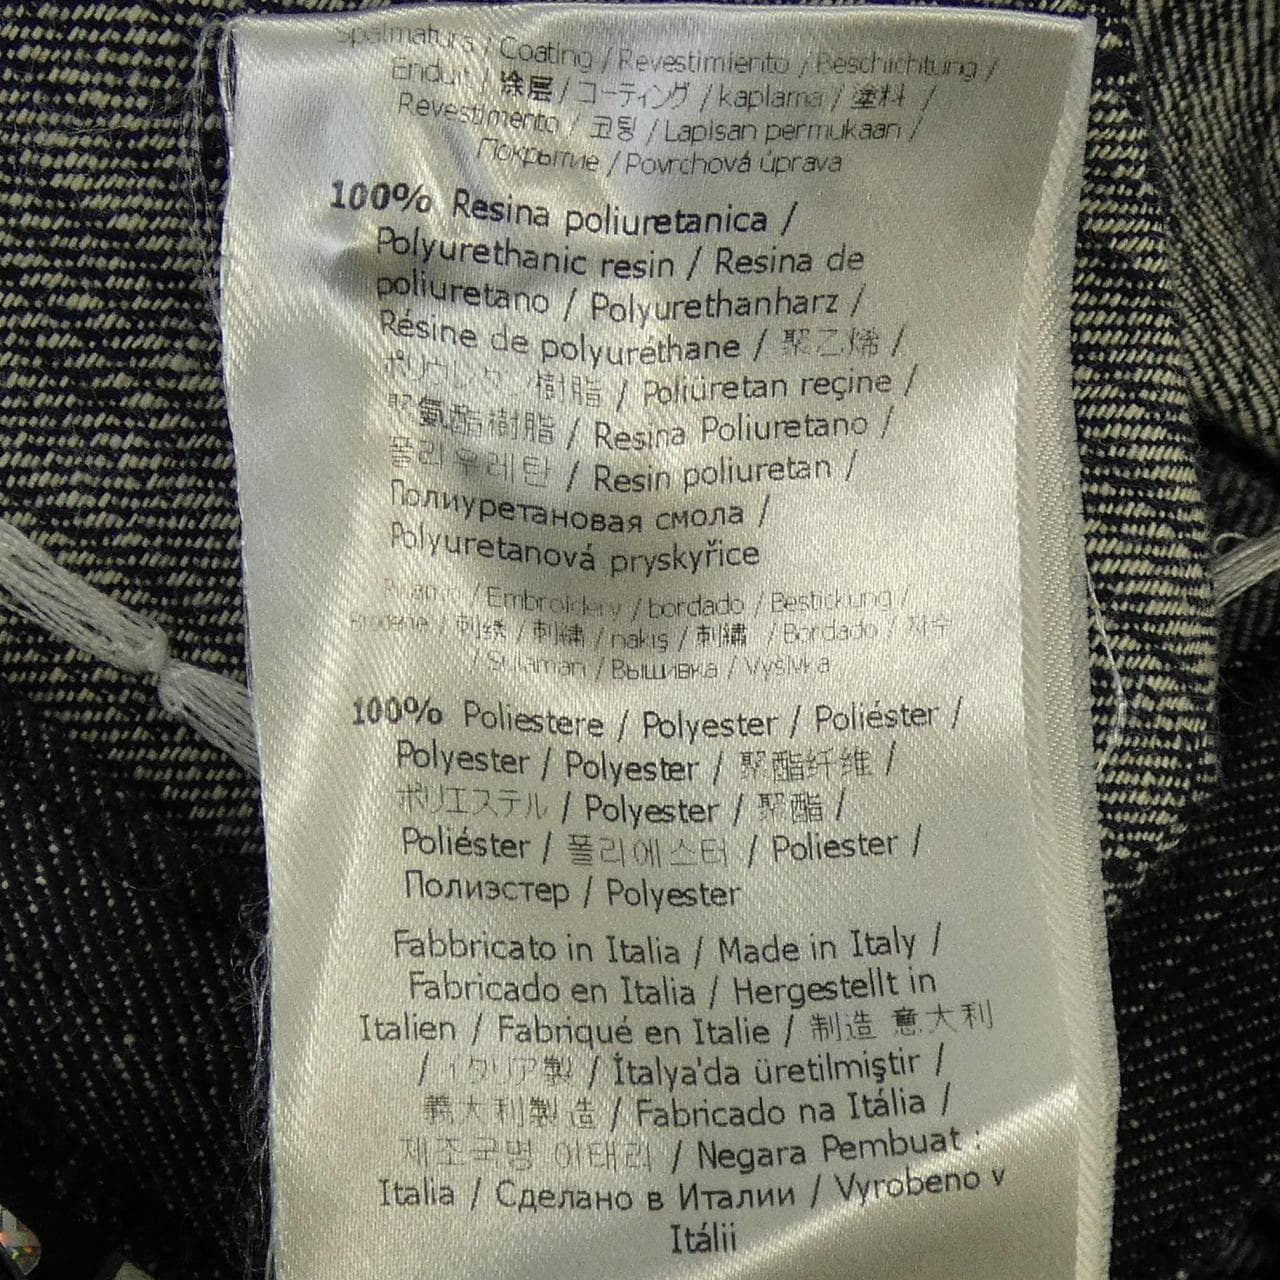 Spalmatura / Coating / Revestimiento / Beschichtung /
Enduit / 涂层 / コーティング / kaplama / 塗料 /
Revestimento / 코팅 / Lapisan permukaan /
Покрытие / Povrchová úprava
100% Resina poliuretanica /
Polyurethanic resin / Resina de
poliuretano / Polyurethanharz /
Résine de polyuréthane / 聚乙烯 /
ポリウレタン樹脂 / Poliüretan reçine /
聚氨酯樹脂 / Resina Poliuretano /
폴리우레탄 / Resin poliuretan /
Полиуретановая смола /
Polyuretanová pryskyřice
Ricamo / Embroidery / bordado / Bestickung /
Broderie / 刺绣 / 刺繍 / nakış / 刺繡 / Bordado / 자수
/ Sulaman / Вышивка / Vyšívka
100% Poliestere / Polyester / Poliéster /
Polyester / Polyester / 聚酯纤维 /
ポリエステル / Polyester / 聚酯 /
Poliéster / 폴리에스터 / Poliester /
Полиэстер / Polyester
Fabbricato in Italia / Made in Italy /
Fabricado en Italia / Hergestellt in
Italien / Fabriqué en Italie / 制造 意大利
/ イタリア製 / İtalya'da üretilmiştir /
義大利製造 / Fabricado na Itália /
제조국명 이태리 / Negara Pembuat :
Italia / Сделано в Италии / Vyrobeno v
Itálii